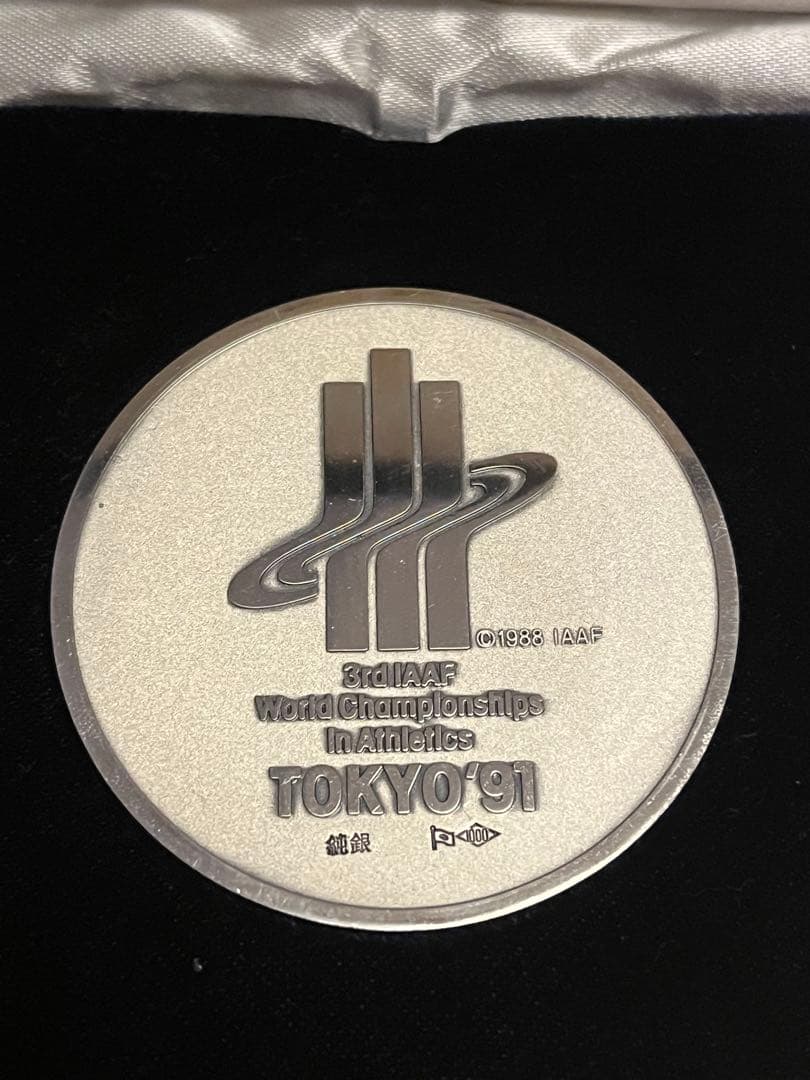 ©1988 IAAF
3rd IAAF
World Championships
in Athletics
TOKYO '91
純銀 1000